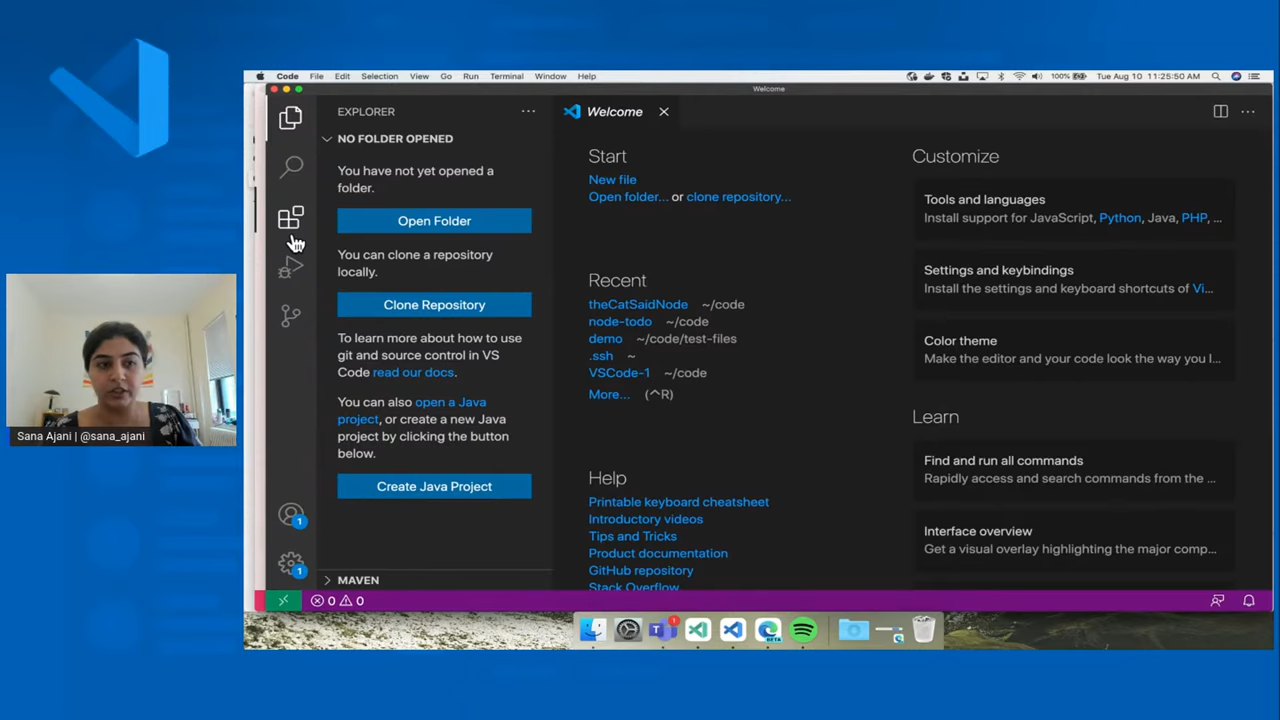 Code File Edit Selection View Go Run Terminal Window Help
100% Tue Aug 10 11:25:50 AM
Welcome
EXPLORER
NO FOLDER OPENED
You have not yet opened a
folder.
Open Folder
You can clone a repository
locally.
Clone Repository
To learn more about how to use
git and source control in VS
Code read our docs.
You can also open a Java
project, or create a new Java
project by clicking the button
below.
Create Java Project
MAVEN
Welcome
Start
New file
Open folder... or clone repository...
Recent
theCatSaidNode ~/code
node-todo ~/code
demo ~/code/test-files
.ssh ~
VSCode-1 ~/code
More... (^R)
Help
Printable keyboard cheatsheet
Introductory videos
Tips and Tricks
Product documentation
GitHub repository
Stack Overflow
Customize
Tools and languages
Install support for JavaScript, Python, Java, PHP, ...
Settings and keybindings
Install the settings and keyboard shortcuts of Vi...
Color theme
Make the editor and your code look the way you l...
Learn
Find and run all commands
Rapidly access and search commands from the ...
Interface overview
Get a visual overlay highlighting the major comp...
1
1
0 0
1
BETA
Sana Ajani | @sana_ajani